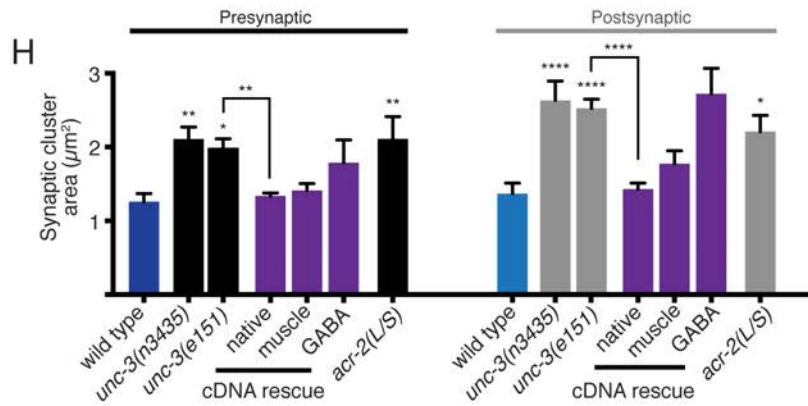 Presynaptic
Postsynaptic
H
Synaptic cluster
area (µm²)
3
2
1
**
*
**
**
****
****
****
*
wild type
unc-3(n3435)
unc-3(e151)
native
muscle
GABA
acr-2(L/S)
cDNA rescue
wild type
unc-3(n3435)
unc-3(e151)
native
muscle
GABA
acr-2(L/S)
cDNA rescue